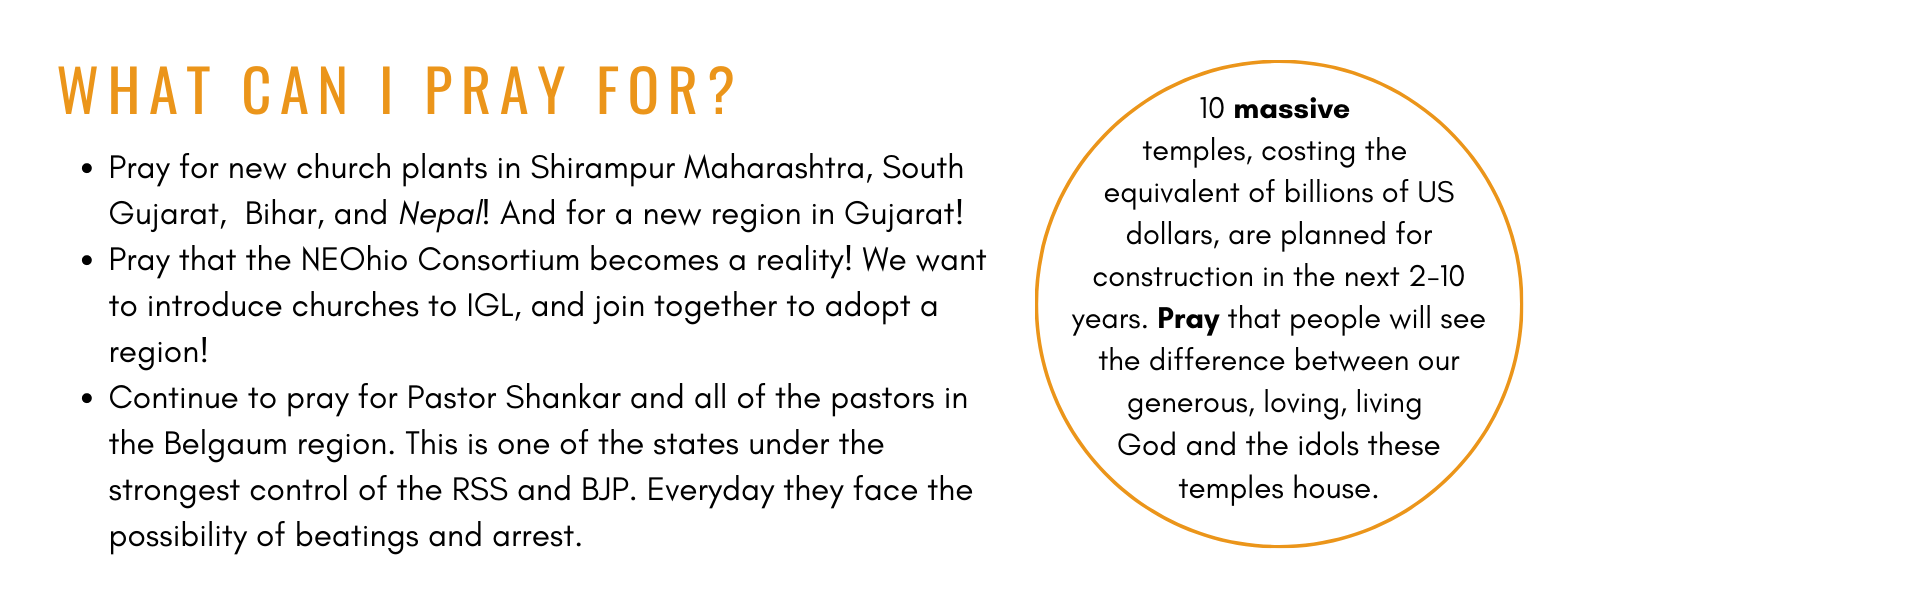 WHAT CAN I PRAY FOR?
• Pray for new church plants in Shirampur Maharashtra, South
Gujarat,  Bihar, and Nepal! And for a new region in Gujarat!
• Pray that the NEOhio Consortium becomes a reality! We want
to introduce churches to IGL, and join together to adopt a
region!
• Continue to pray for Pastor Shankar and all of the pastors in
the Belgaum region. This is one of the states under the
strongest control of the RSS and BJP. Everyday they face the
possibility of beatings and arrest.
10 massive
temples, costing the
equivalent of billions of US
dollars, are planned for
construction in the next 2-10
years. Pray that people will see
the difference between our
generous, loving, living
God and the idols these
temples house.